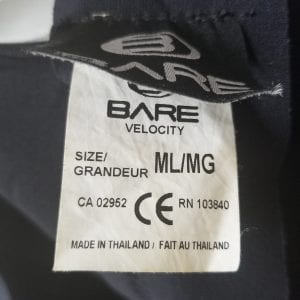 BARE
BARE
VELOCITY
SIZE/
GRANDEUR ML/MG
CA 02952 CE RN 103840
MADE IN THAILAND / FAIT AU THAILAND